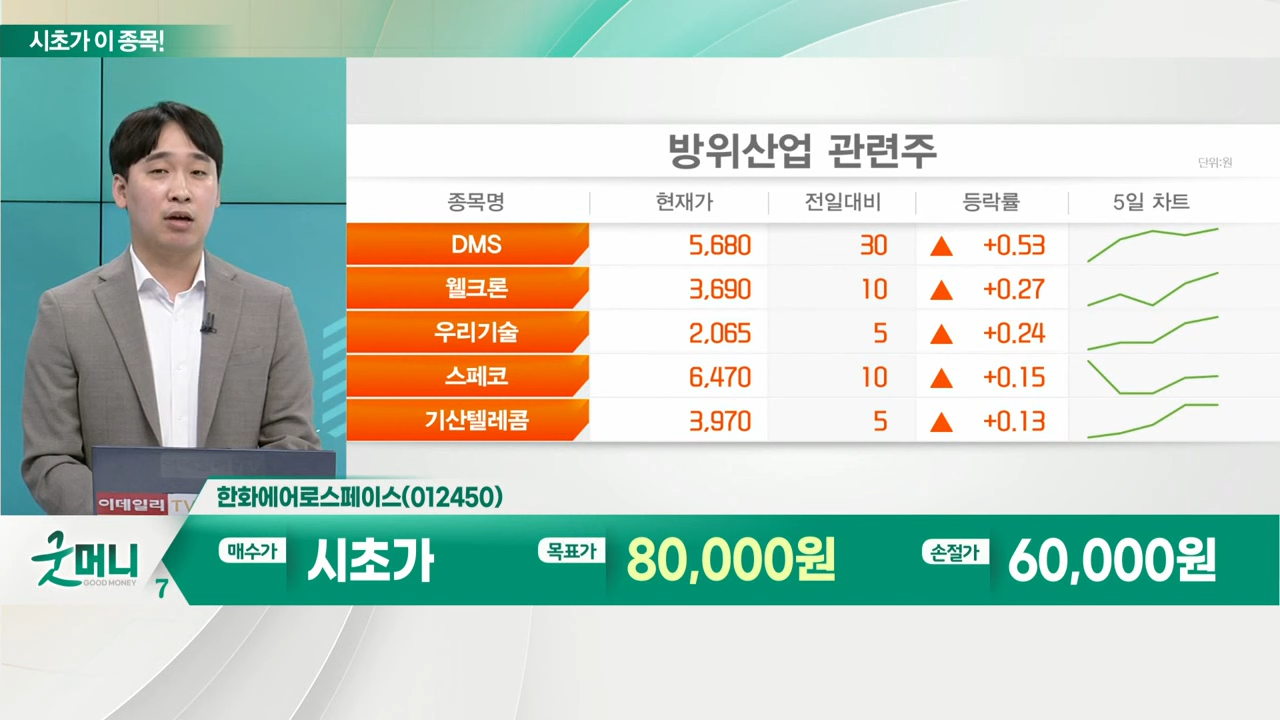 시초가 이 종목!
방위산업 관련주
단위:원
종목명 현재가 전일대비 등락률 5일 차트
DMS 5,680 30 ▲ +0.53
웰크론 3,690 10 ▲ +0.27
우리기술 2,065 5 ▲ +0.24
스페코 6,470 10 ▲ +0.15
기산텔레콤 3,970 5 ▲ +0.13
이데일리 TV
한화에어로스페이스(012450)
굿머니 GOOD MONEY 7
매수가 시초가 목표가 80,000원 손절가 60,000원